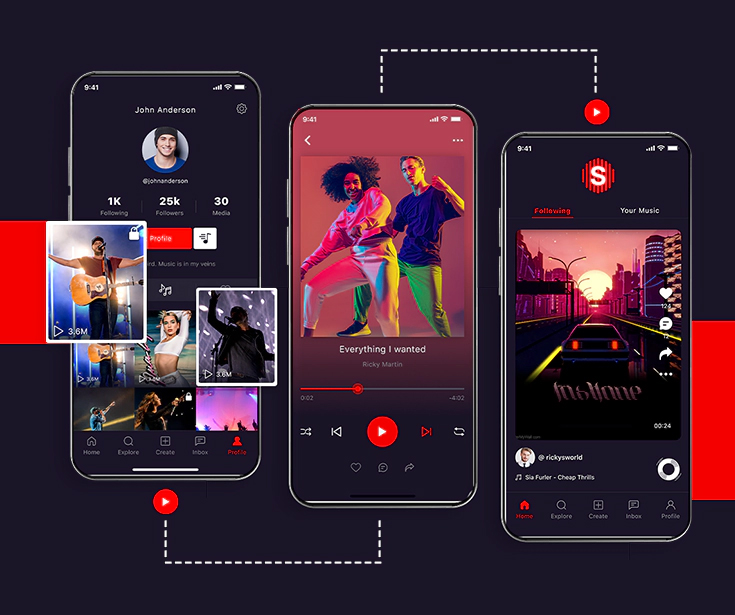 9:41
John Anderson
@johnanderson
1K
25k
30
Following
Followers
Media
Profile
rd. Music is in my veins
3,6M
3,6M
3,6M
3,6M
Home
Explore
Create
Inbox
Profile
9:41
Everything I wanted
Ricky Martin
0:02
-4:02
9:41
S
Following
Your Music
124
12
00:24
@rickysworld
Sia Furler - Cheap Thrills
Home
Explore
Create
Inbox
Profile